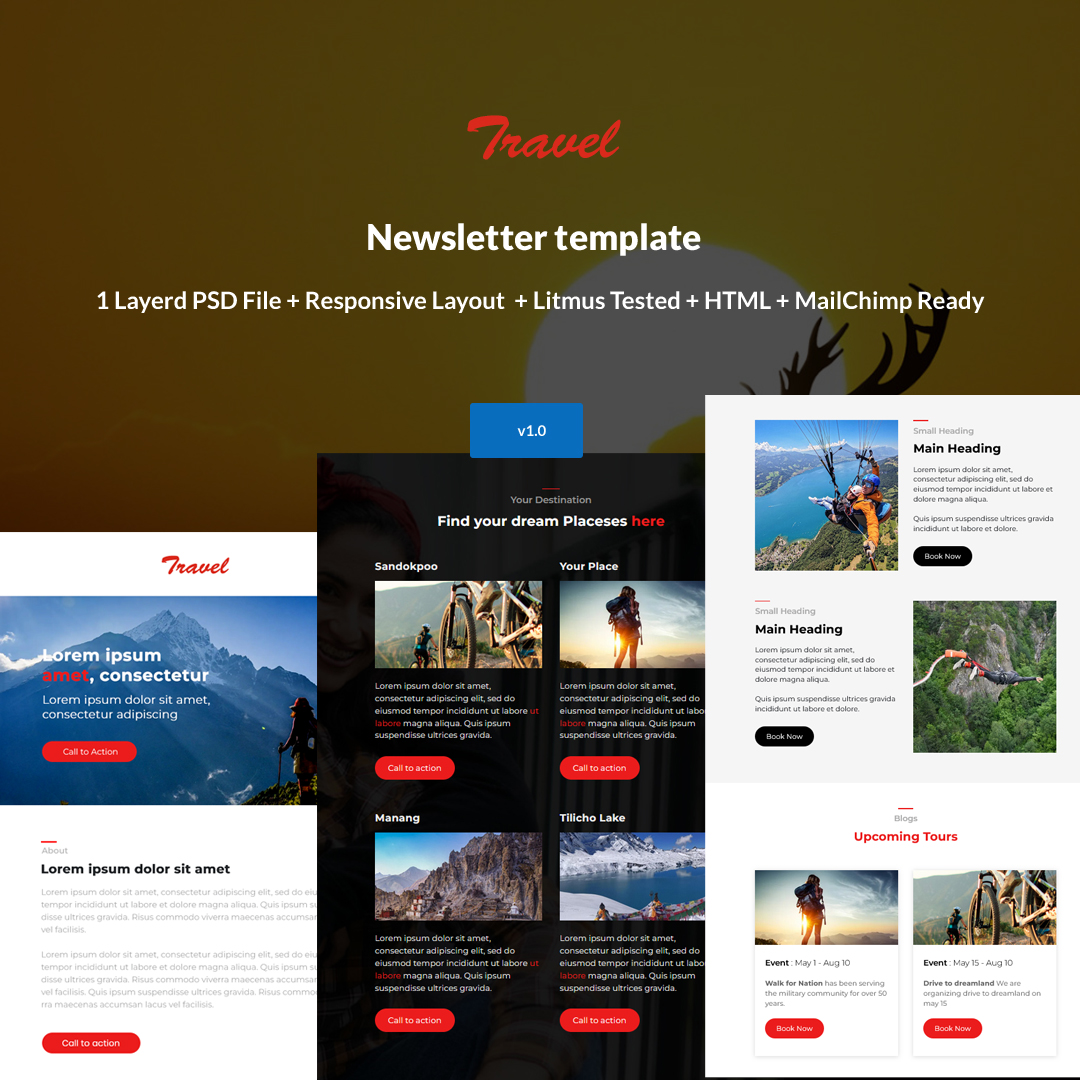 Travel
Newsletter template
1 Layerd PSD File + Responsive Layout + Litmus Tested + HTML + MailChimp Ready
v1.0
Travel
Lorem ipsum
amet, consectetur
Lorem ipsum dolor sit amet,
consectetur adipiscing
Call to Action
About
Lorem ipsum dolor sit amet
Lorem ipsum dolor sit amet, consectetur adipiscing elit, sed do eiu
tempor incididunt ut labore et dolore magna aliqua. Quis ipsum su
disse ultrices gravida. Risus commodo viverra maecenas accumsan
vel facilisis.
Lorem ipsum dolor sit amet, consectetur adipiscing elit, sed do eiu
tempor incididunt ut labore et dolore magna aliqua. Quis ipsum su
disse ultrices gravida. Risus commodo viverra maecenas accumsan
vel facilisis. Quis ipsum suspendisse ultrices gravida. Risus commo
rra maecenas accumsan lacus vel facilisis.
Call to action
Your Destination
Find your dream Placeses here
Sandokpoo
Lorem ipsum dolor sit amet,
consectetur adipiscing elit, sed do
eiusmod tempor incididunt ut labore ut
labore magna aliqua. Quis ipsum
suspendisse ultrices gravida.
Call to action
Your Place
Lorem ipsum dolor sit amet,
consectetur adipiscing elit, sed do
eiusmod tempor incididunt ut labo
labore magna aliqua. Quis ipsum
suspendisse ultrices gravida.
Call to action
Manang
Lorem ipsum dolor sit amet,
consectetur adipiscing elit, sed do
eiusmod tempor incididunt ut labore ut
labore magna aliqua. Quis ipsum
suspendisse ultrices gravida.
Call to action
Tilicho Lake
Lorem ipsum dolor sit amet,
consectetur adipiscing elit, sed do
eiusmod tempor incididunt ut labo
labore magna aliqua. Quis ipsum
suspendisse ultrices gravida.
Call to action
Small Heading
Main Heading
Lorem ipsum dolor sit amet,
consectetur adipiscing elit, sed do
eiusmod tempor incididunt ut labore et
dolore magna aliqua.
Quis ipsum suspendisse ultrices gravida
incididunt ut labore et dolore.
Book Now
Small Heading
Main Heading
Lorem ipsum dolor sit amet,
consectetur adipiscing elit, sed do
eiusmod tempor incididunt ut labore et
dolore magna aliqua.
Quis ipsum suspendisse ultrices gravida
incididunt ut labore et dolore.
Book Now
Blogs
Upcoming Tours
Event : May 1 - Aug 10
Walk for Nation has been serving
the military community for over 50
years.
Book Now
Event : May 15 - Aug 10
Drive to dreamland We are
organizing drive to dreamland on
may 15
Book Now